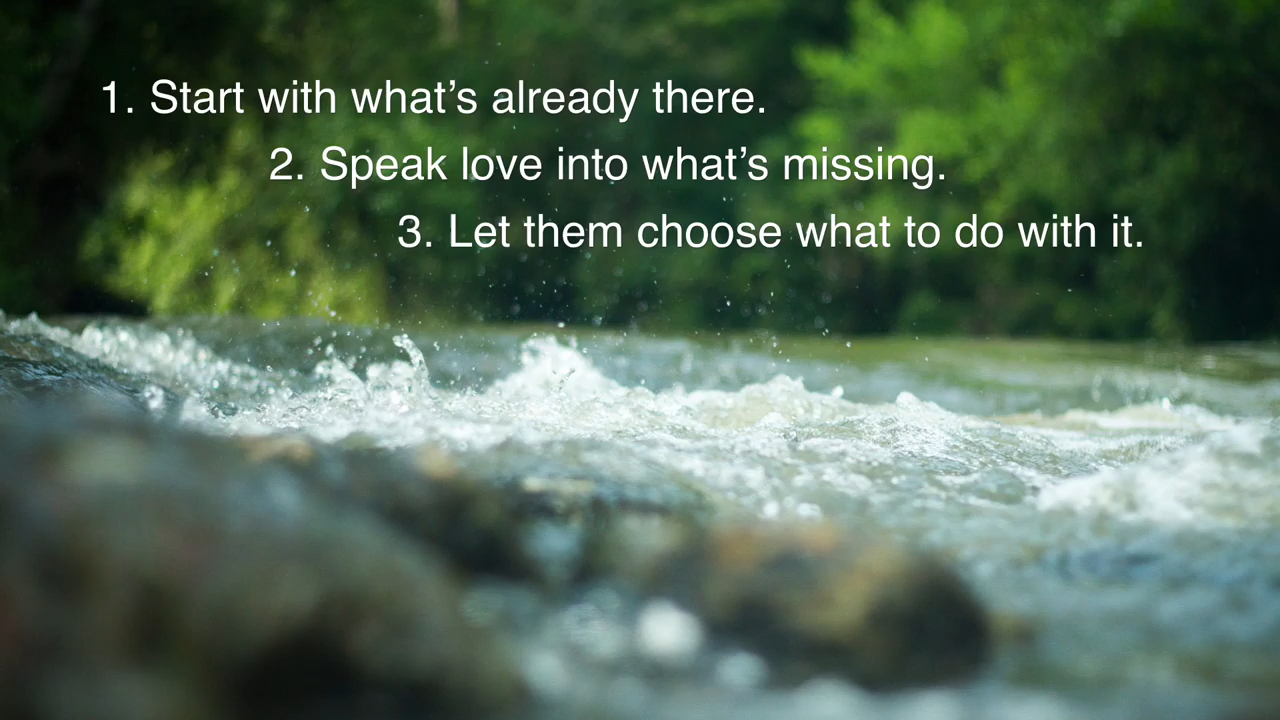 1. Start with what’s already there.
2. Speak love into what’s missing.
3. Let them choose what to do with it.